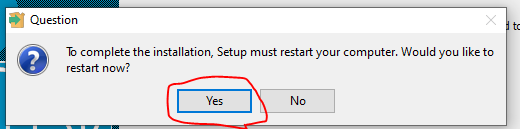 Question
To complete the installation, Setup must restart your computer. Would you like to
restart now?
Yes
No